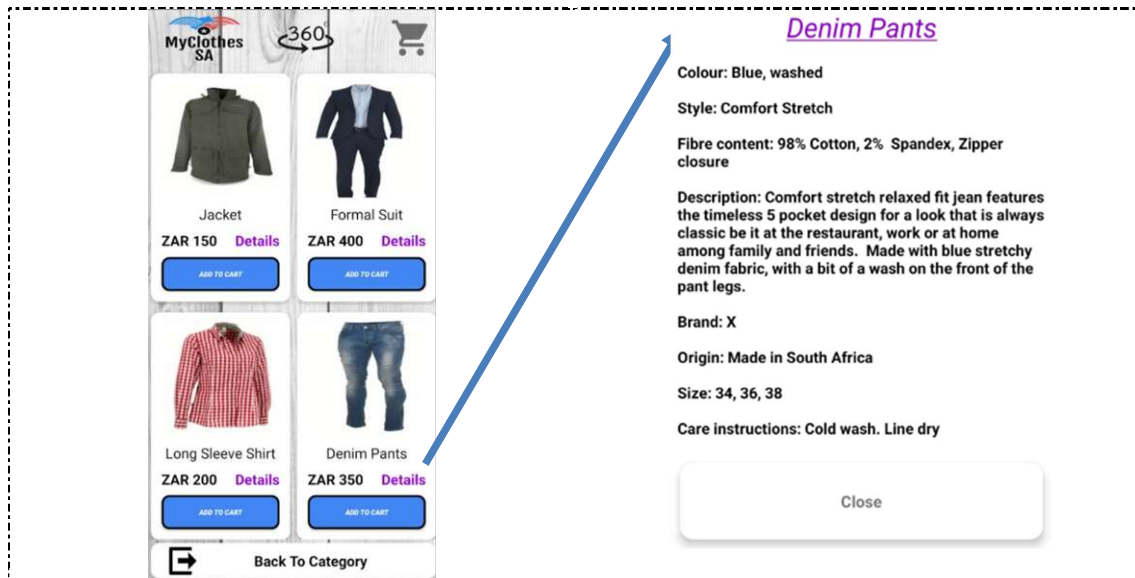 MyClothes
SA
360°
Jacket
Formal Suit
ZAR 150 Details
ZAR 400 Details
ADD TO CART
ADD TO CART
Long Sleeve Shirt
Denim Pants
ZAR 200 Details
ZAR 350 Details
ADD TO CART
ADD TO CART
Back To Category
Denim Pants
Colour: Blue, washed
Style: Comfort Stretch
Fibre content: 98% Cotton, 2% Spandex, Zipper
closure
Description: Comfort stretch relaxed fit jean features
the timeless 5 pocket design for a look that is always
classic be it at the restaurant, work or at home
among family and friends. Made with blue stretchy
denim fabric, with a bit of a wash on the front of the
pant legs.
Brand: X
Origin: Made in South Africa
Size: 34, 36, 38
Care instructions: Cold wash. Line dry
Close